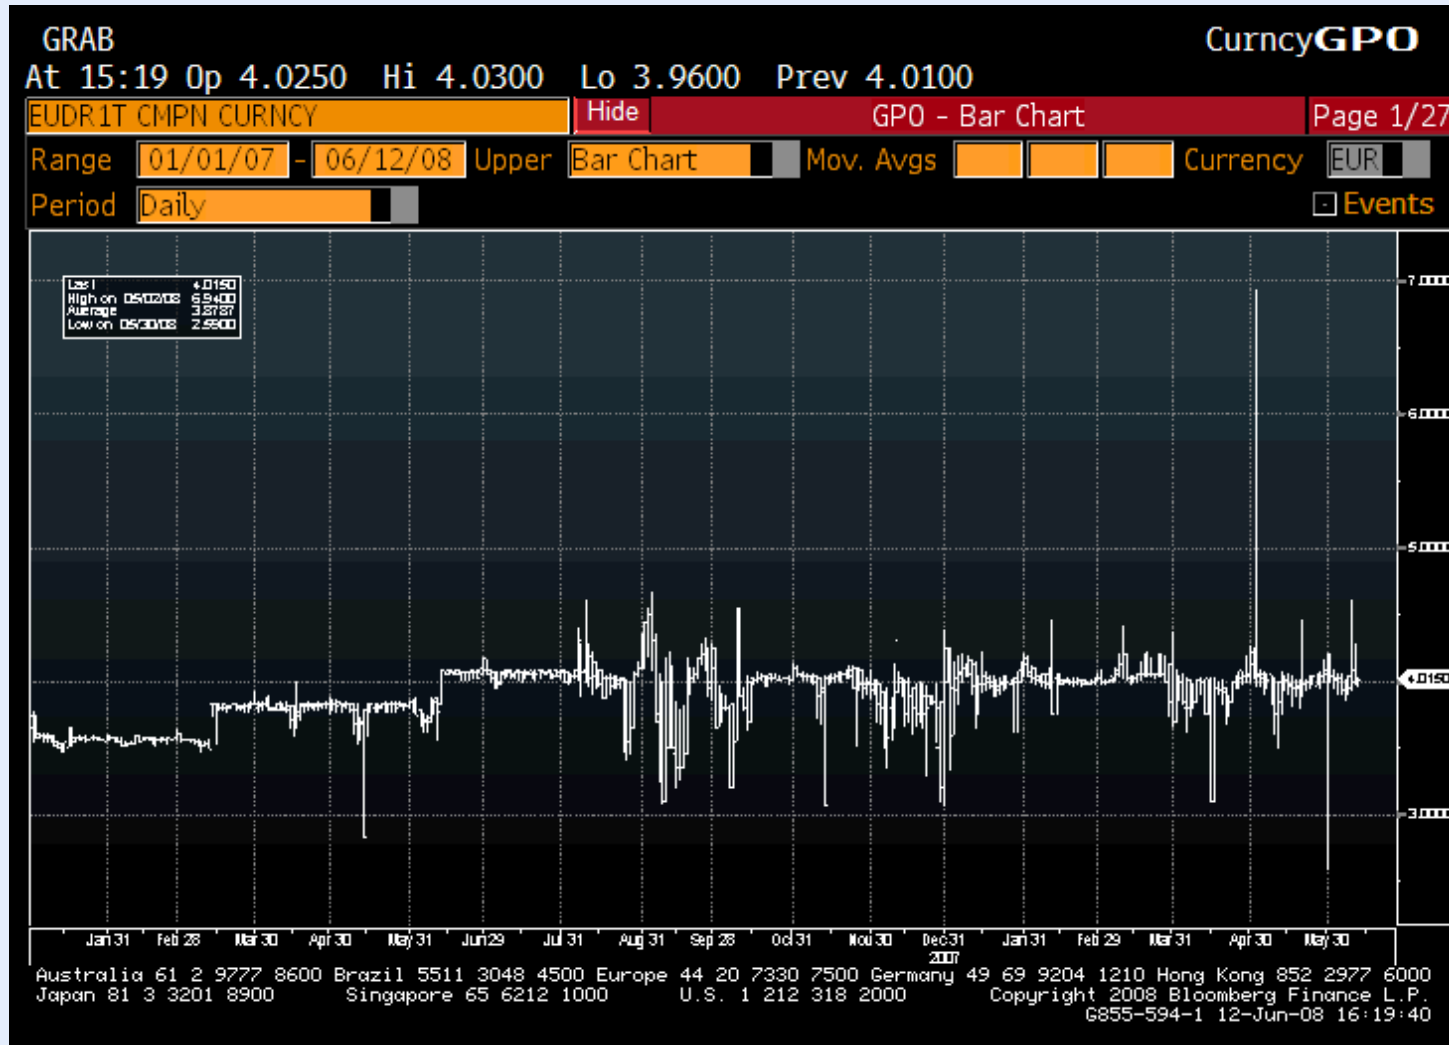 GRAB CurncyGPO
At 15:19 Op 4.0250 Hi 4.0300 Lo 3.9600 Prev 4.0100
EUDR1T CMPN CURNCY Hide GPO - Bar Chart Page 1/27
Range 01/01/07 - 06/12/08 Upper Bar Chart Mov. Avgs Currency EUR
Period Daily Events
Last 4.0150
High on 05/02/08 6.9400
Average 3.8787
Low on 05/30/08 2.5900
7.0000
6.0000
5.0000
4.0150
3.0000
Jan 31 Feb 28 Mar 30 Apr 30 May 31 Jun 29 Jul 31 Aug 31 Sep 28 Oct 31 Nov 30 Dec 31 Jan 31 Feb 29 Mar 31 Apr 30 May 30
2007
Australia 61 2 9777 8600 Brazil 5511 3048 4500 Europe 44 20 7330 7500 Germany 49 69 9204 1210 Hong Kong 852 2977 6000
Japan 81 3 3201 8900 Singapore 65 6212 1000 U.S. 1 212 318 2000 Copyright 2008 Bloomberg Finance L.P.
G855-594-1 12-Jun-08 16:19:40